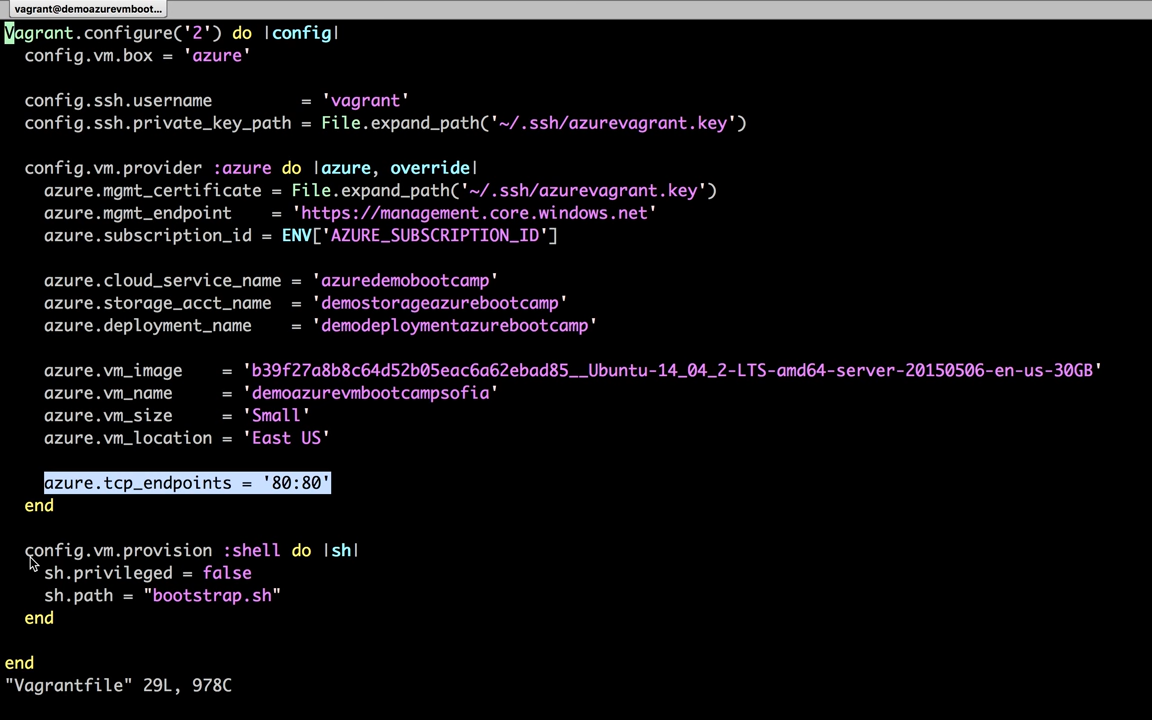 vagrant@demoazurevmboot...
Vagrant.configure('2') do |config|
  config.vm.box = 'azure'

  config.ssh.username         = 'vagrant'
  config.ssh.private_key_path = File.expand_path('~/.ssh/azurevagrant.key')

  config.vm.provider :azure do |azure, override|
    azure.mgmt_certificate = File.expand_path('~/.ssh/azurevagrant.key')
    azure.mgmt_endpoint    = 'https://management.core.windows.net'
    azure.subscription_id = ENV['AZURE_SUBSCRIPTION_ID']

    azure.cloud_service_name = 'azuredemobootcamp'
    azure.storage_acct_name  = 'demostorageazurebootcamp'
    azure.deployment_name    = 'demodeploymentazurebootcamp'

    azure.vm_image    = 'b39f27a8b8c64d52b05eac6a62ebad85__Ubuntu-14_04_2-LTS-amd64-server-20150506-en-us-30GB'
    azure.vm_name     = 'demoazurevmbootcampsofia'
    azure.vm_size     = 'Small'
    azure.vm_location = 'East US'

    azure.tcp_endpoints = '80:80'
  end

  config.vm.provision :shell do |sh|
    sh.privileged = false
    sh.path = "bootstrap.sh"
  end

end
"Vagrantfile" 29L, 978C